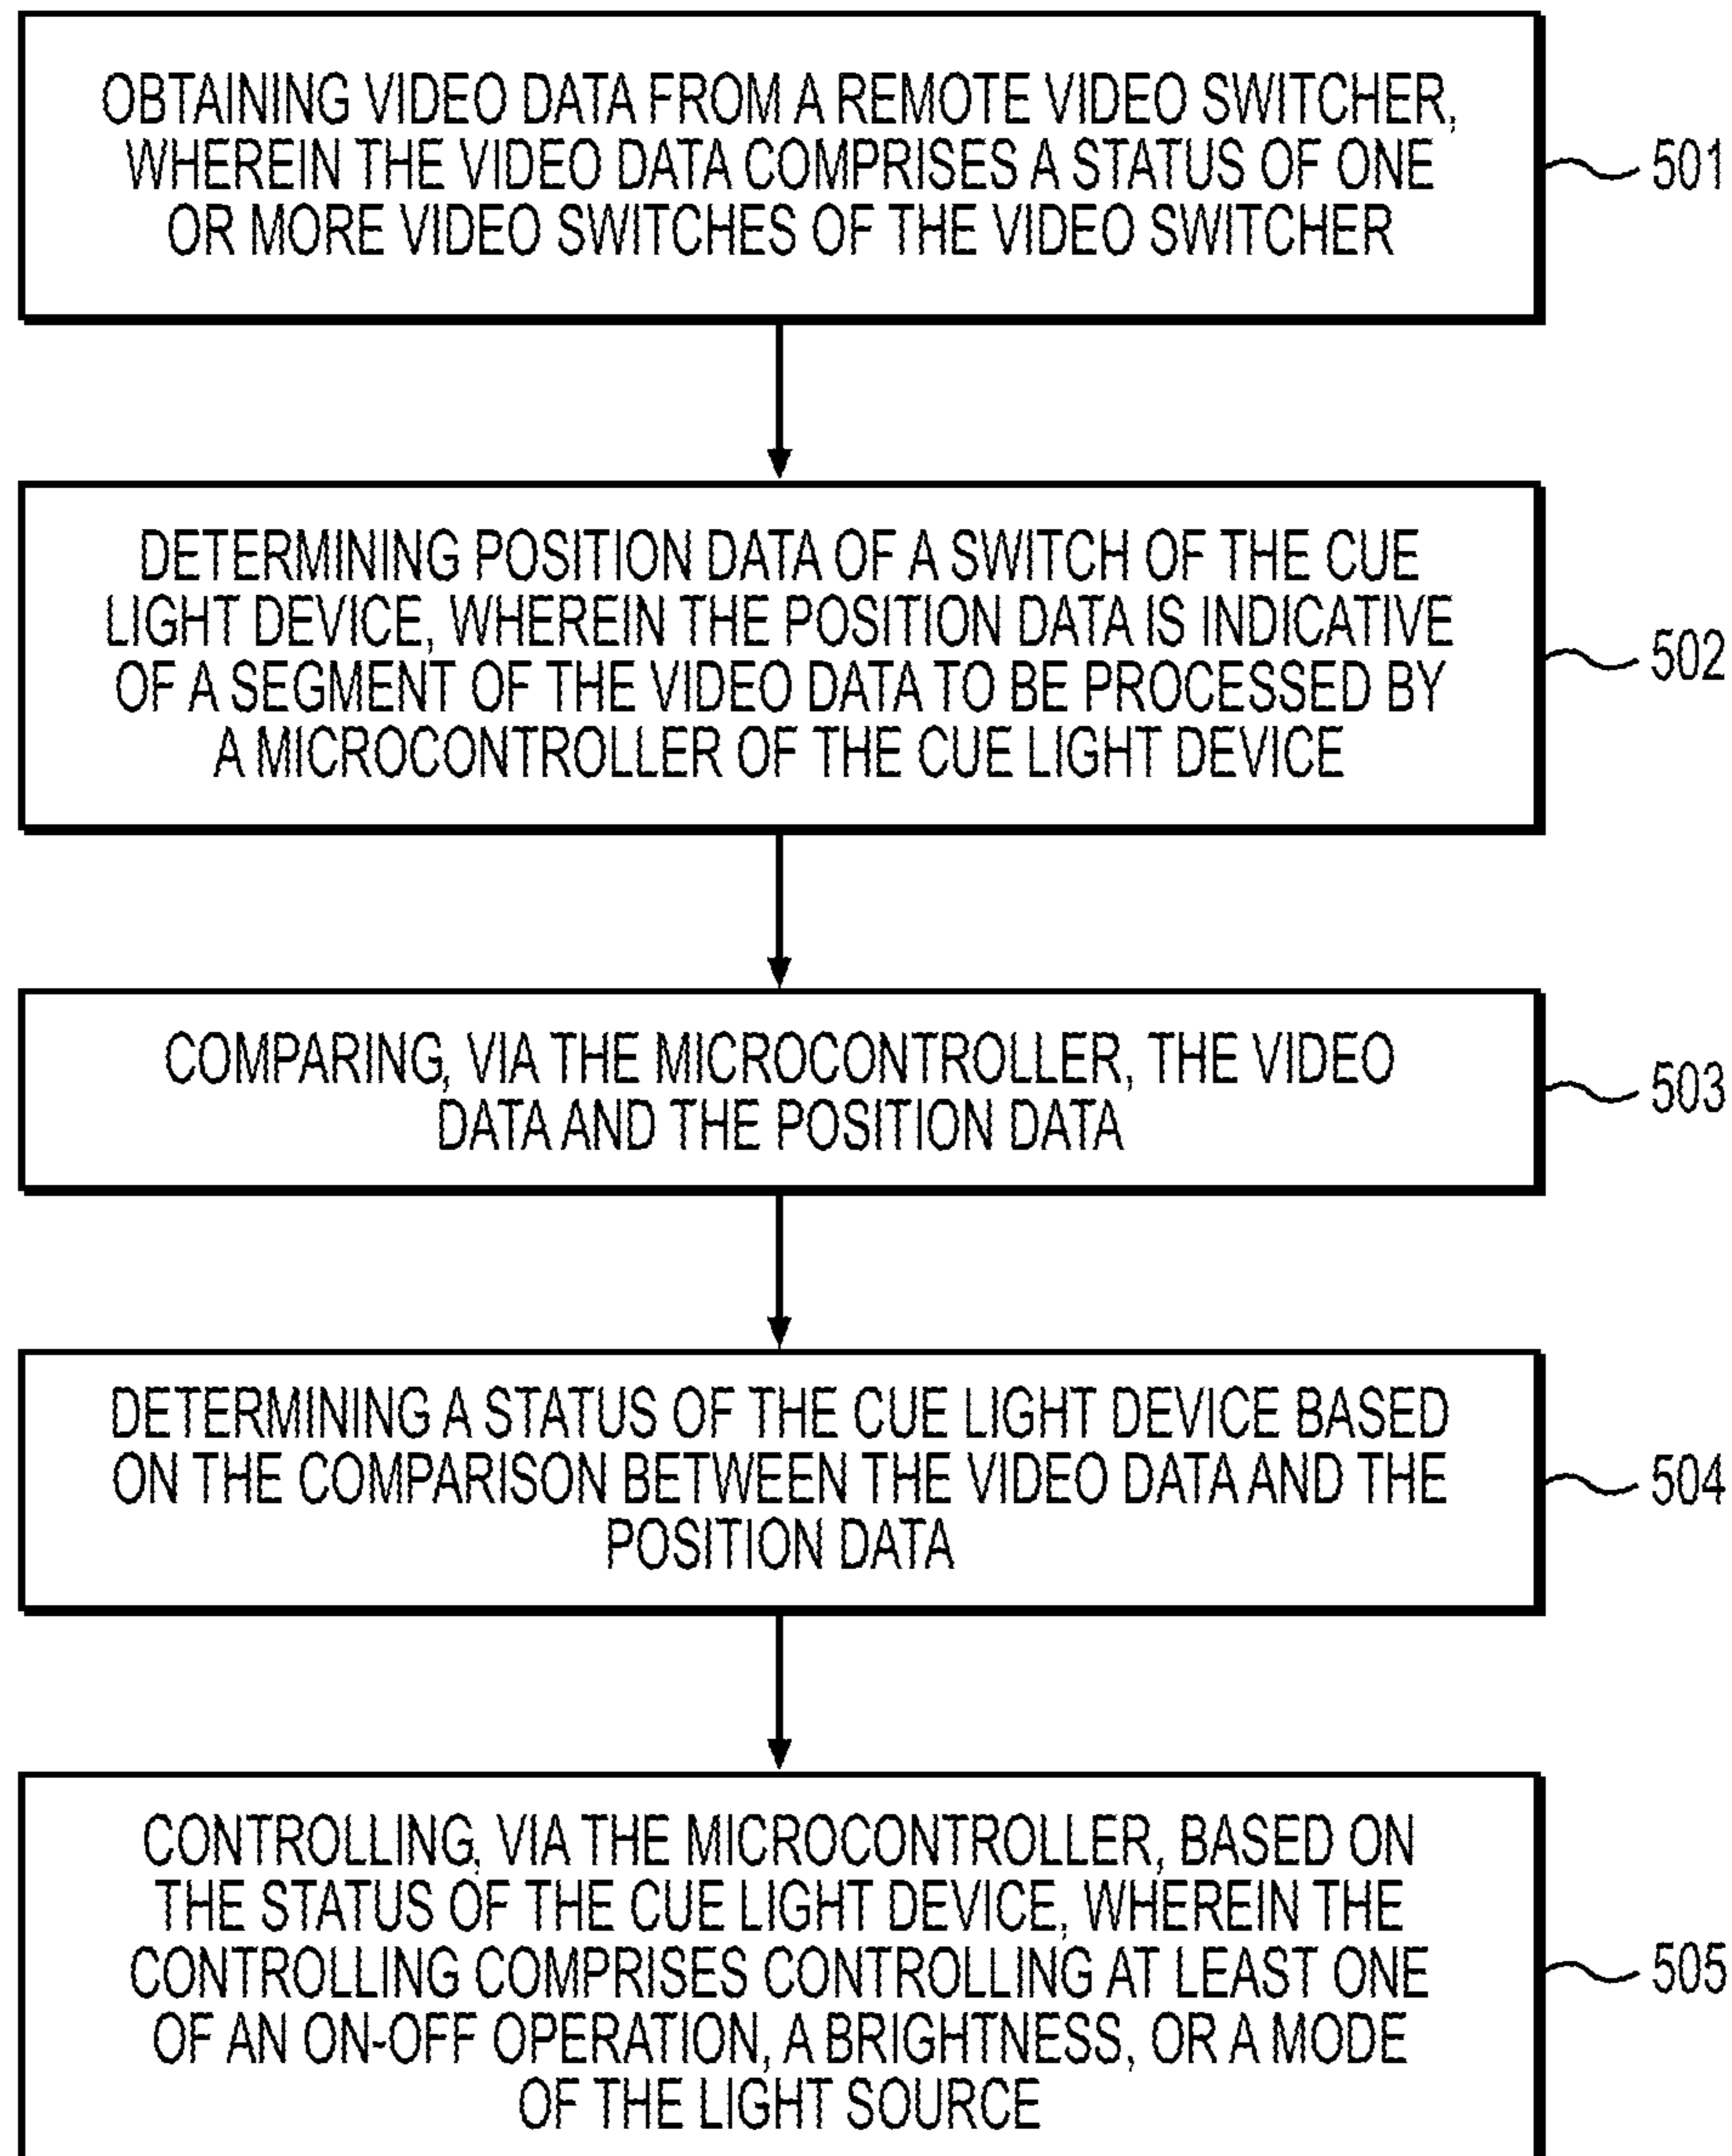 OBTAINING VIDEO DATA FROM A REMOTE VIDEO SWITCHER,
WHEREIN THE VIDEO DATA COMPRISES A STATUS OF ONE
OR MORE VIDEO SWITCHES OF THE VIDEO SWITCHER
501
DETERMINING POSITION DATA OF A SWITCH OF THE CUE
LIGHT DEVICE, WHEREIN THE POSITION DATA IS INDICATIVE
OF A SEGMENT OF THE VIDEO DATA TO BE PROCESSED BY
A MICROCONTROLLER OF THE CUE LIGHT DEVICE
502
COMPARING, VIA THE MICROCONTROLLER, THE VIDEO
DATA AND THE POSITION DATA
503
DETERMINING A STATUS OF THE CUE LIGHT DEVICE BASED
ON THE COMPARISON BETWEEN THE VIDEO DATA AND THE
POSITION DATA
504
CONTROLLING, VIA THE MICROCONTROLLER, BASED ON
THE STATUS OF THE CUE LIGHT DEVICE, WHEREIN THE
CONTROLLING COMPRISES CONTROLLING AT LEAST ONE
OF AN ON-OFF OPERATION, A BRIGHTNESS, OR A MODE
OF THE LIGHT SOURCE
505